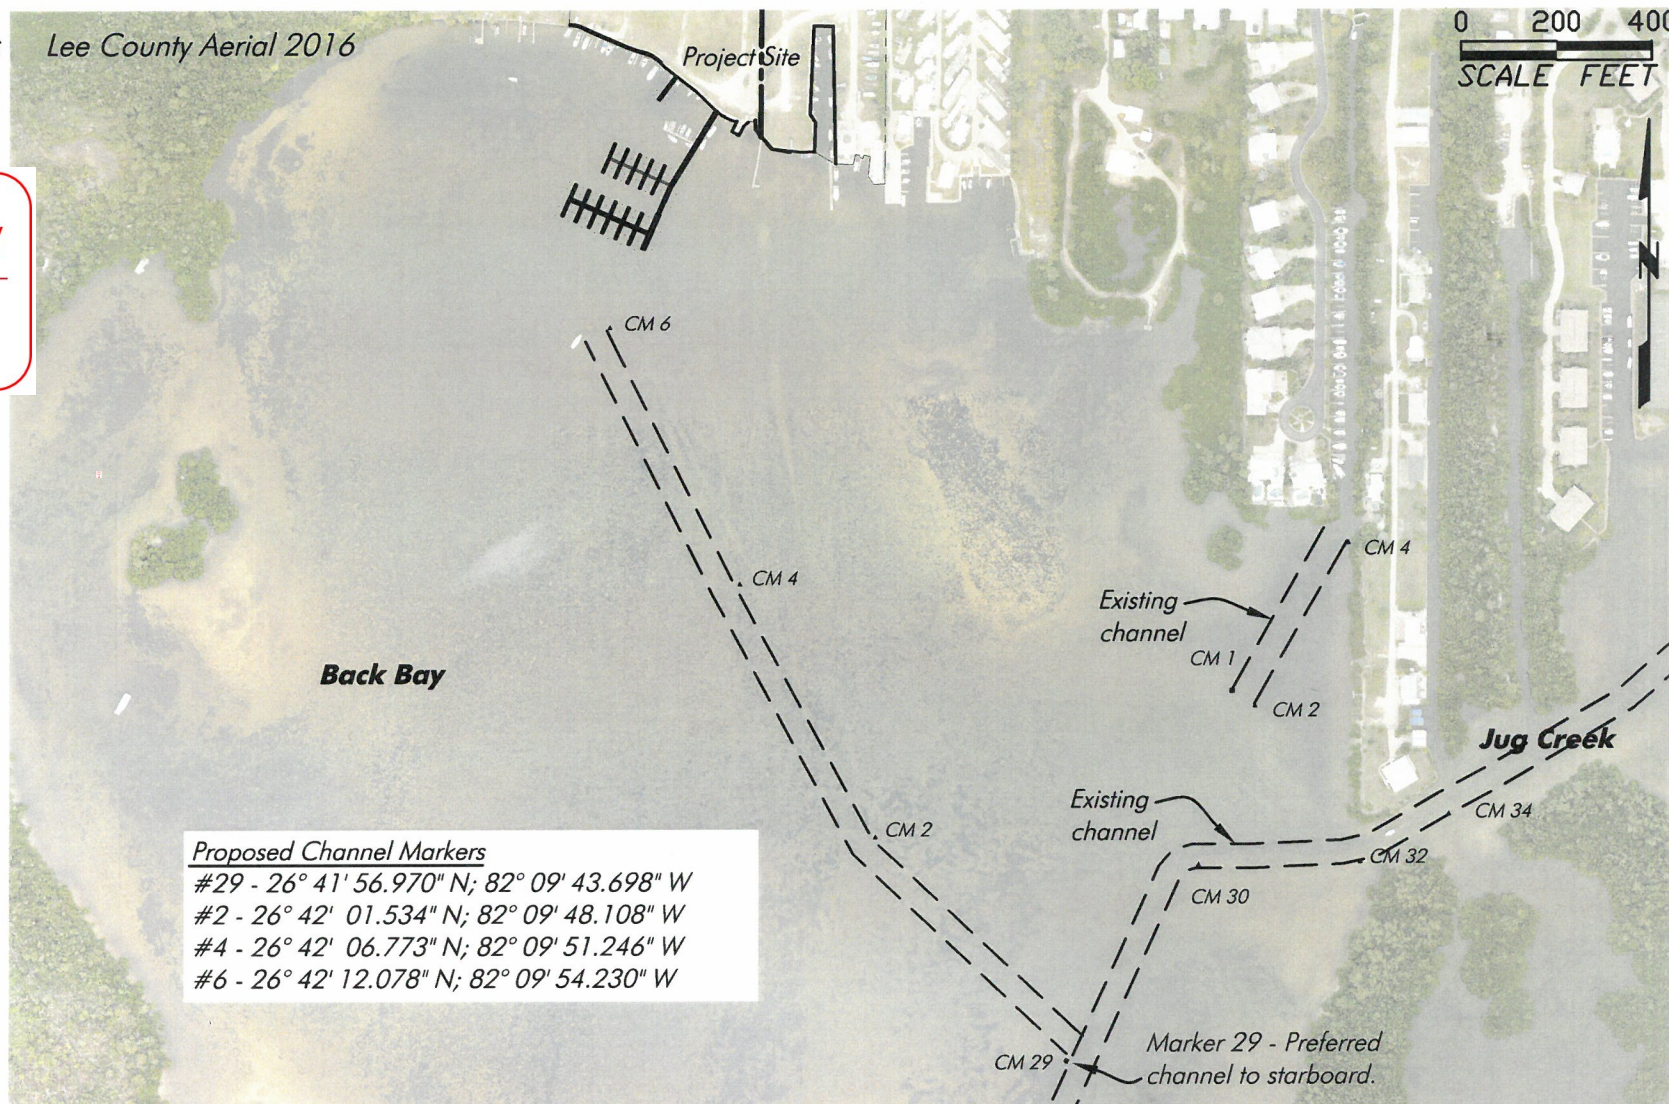 Lee County Aerial 2016
Project Site
0 200 400
SCALE FEET
N
CM 6
CM 4
CM 4
Existing
channel
CM 1
CM 2
Back Bay
Jug Creek
Existing
channel
CM 34
CM 2
CM 32
CM 30
Proposed Channel Markers
#29 - 26° 41' 56.970" N; 82° 09' 43.698" W
#2 - 26° 42' 01.534" N; 82° 09' 48.108" W
#4 - 26° 42' 06.773" N; 82° 09' 51.246" W
#6 - 26° 42' 12.078" N; 82° 09' 54.230" W
CM 29
Marker 29 - Preferred
channel to starboard.